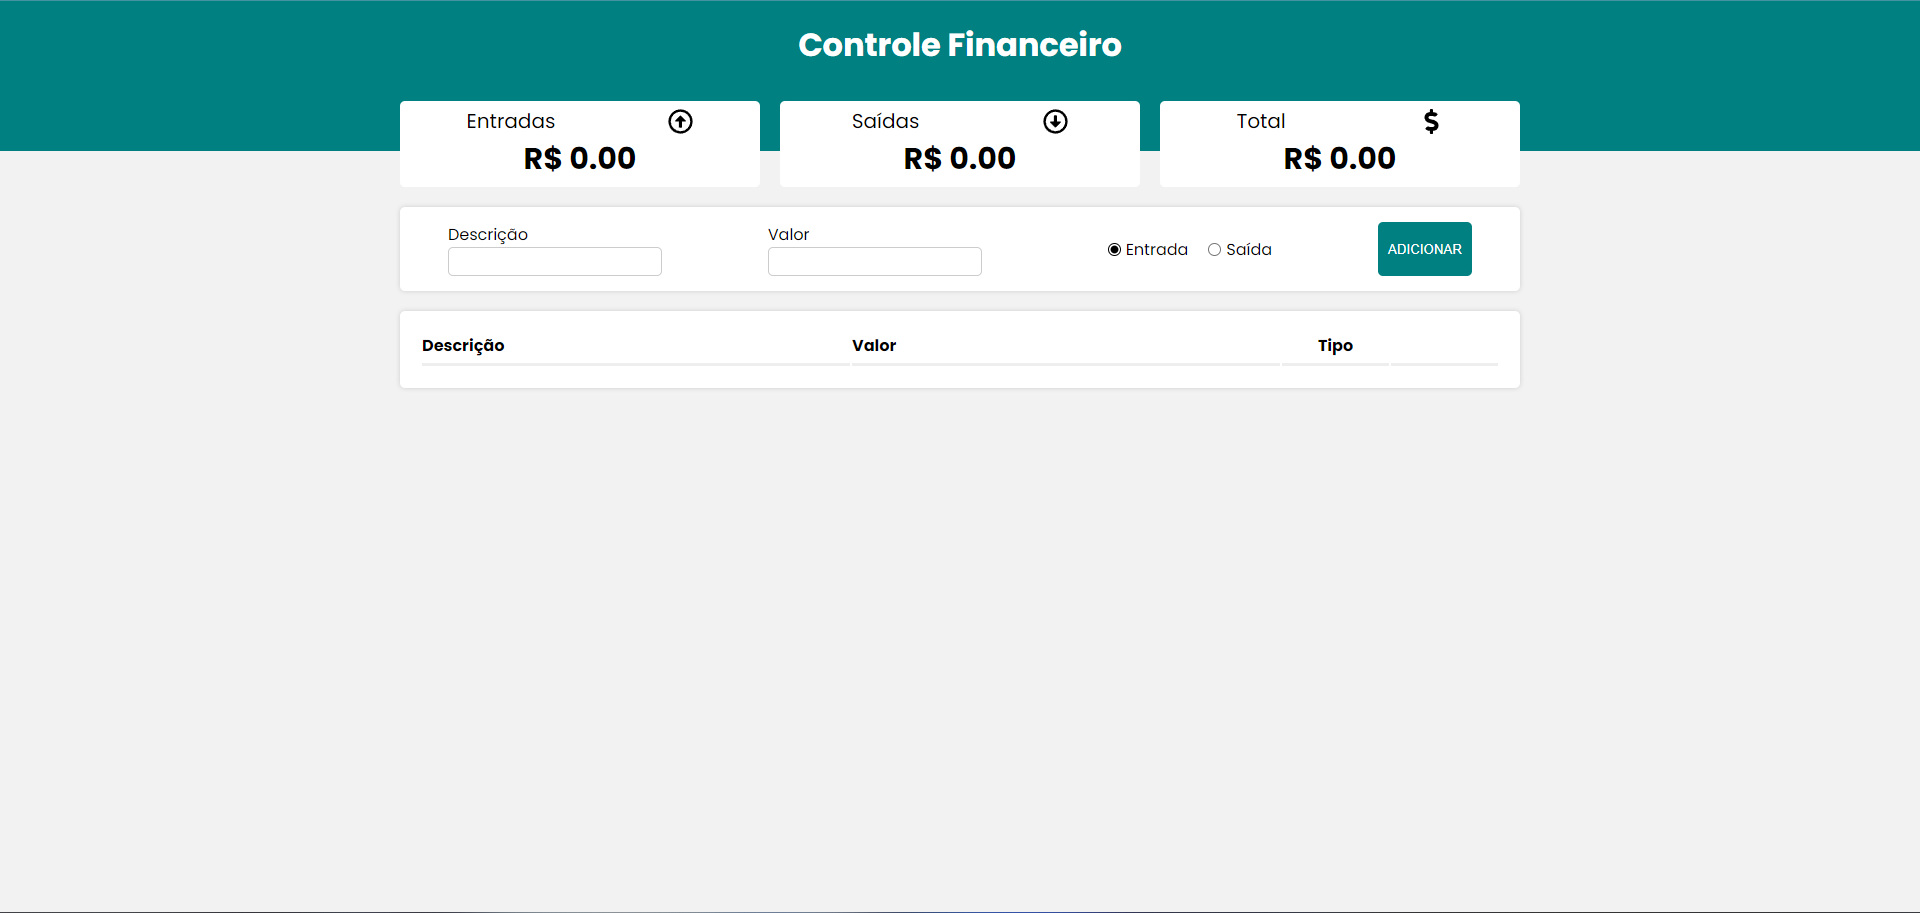 Controle Financeiro
Entradas
R$ 0.00
Saídas
R$ 0.00
Total
R$ 0.00
Descrição
Valor
Entrada
Saída
ADICIONAR
Descrição Valor Tipo